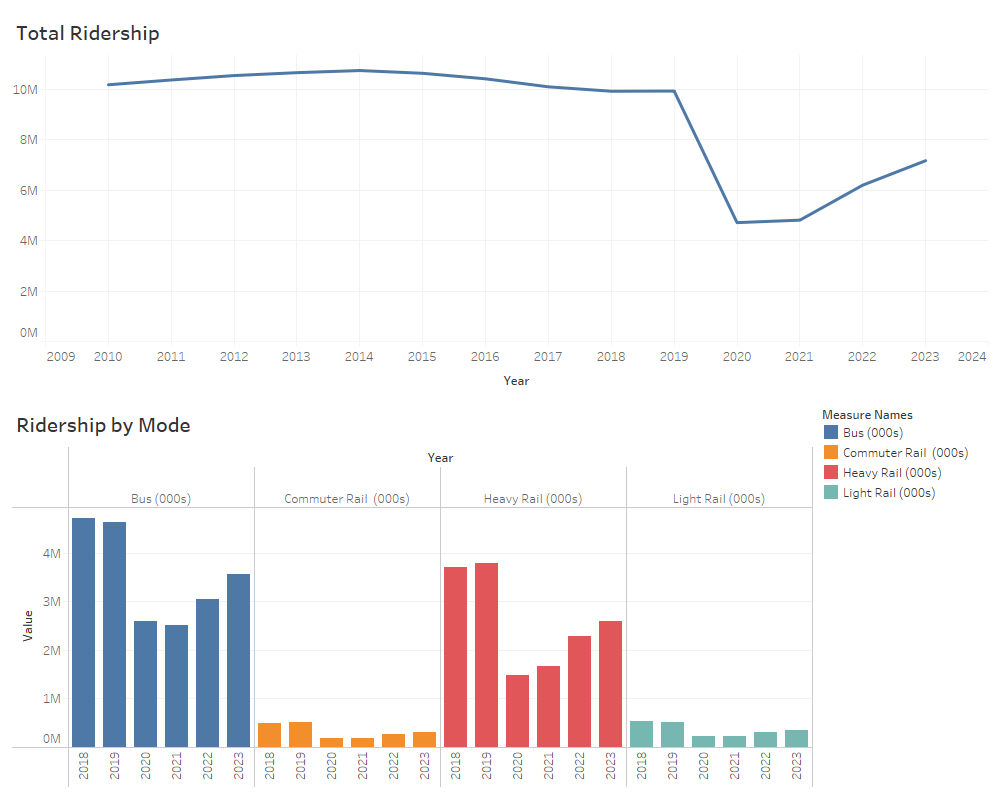 Total Ridership
10M
8M
6M
4M
2M
0M
2009 2010 2011 2012 2013 2014 2015 2016 2017 2018 2019 2020 2021 2022 2023 2024
Year
Ridership by Mode
Measure Names
Bus (000s)
Commuter Rail (000s)
Heavy Rail (000s)
Light Rail (000s)
Year
Bus (000s) Commuter Rail (000s) Heavy Rail (000s) Light Rail (000s)
4M
3M
2M
1M
0M
Value
2018 2019 2020 2021 2022 2023 2018 2019 2020 2021 2022 2023 2018 2019 2020 2021 2022 2023 2018 2019 2020 2021 2022 2023